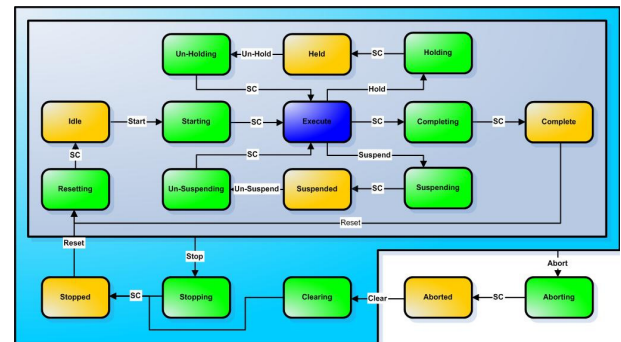 Un-Holding
Un-Hold
Held
SC
Holding
SC
Hold
Idle
Start
Starting
SC
Execute
SC
Completing
SC
Complete
SC
SC
Suspend
Resetting
Un-Suspending
Un-Suspend
Suspended
SC
Suspending
Reset
Reset
Stop
Abort
Stopped
SC
Stopping
Clearing
Clear
Aborted
SC
Aborting